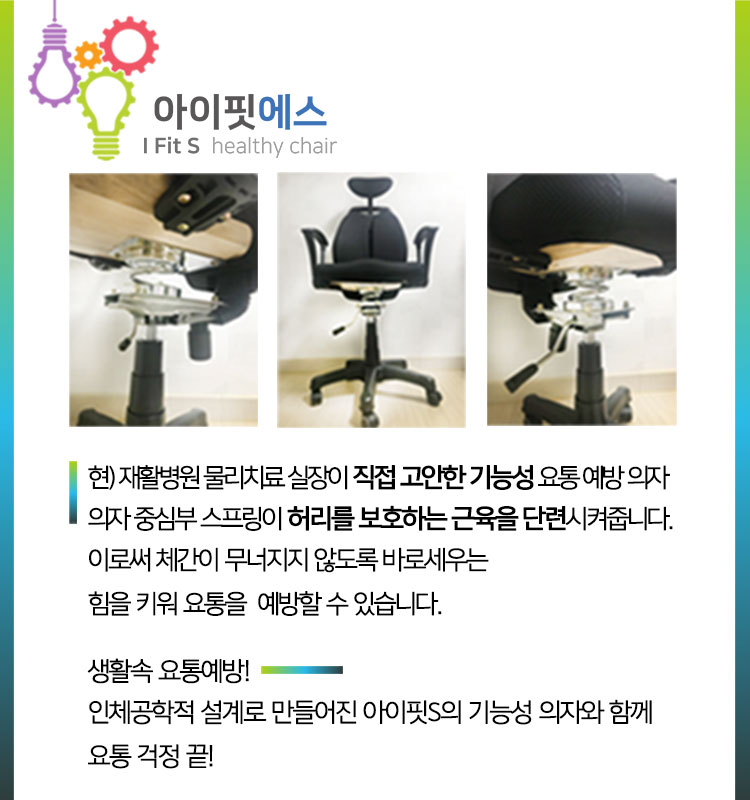 아이핏에스
I Fit S healthy chair
현) 재활병원 물리치료 실장이 직접 고안한 기능성 요통 예방 의자
의자 중심부 스프링이 허리를 보호하는 근육을 단련시켜줍니다.
이로써 체간이 무너지지 않도록 바로세우는
힘을 키워 요통을 예방할 수 있습니다.
생활속 요통예방!
인체공학적 설계로 만들어진 아이핏S의 기능성 의자와 함께
요통 걱정 끝!